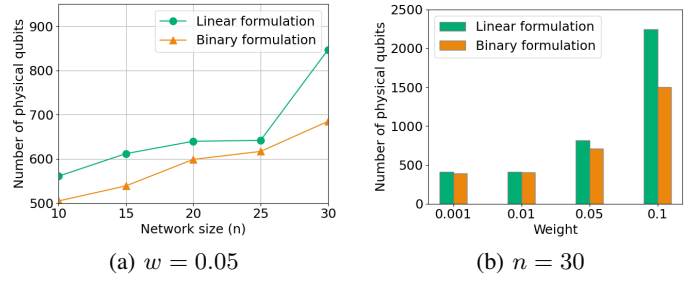 Linear formulation
Binary formulation
Number of physical qubits
900
800
700
600
500
10
15
20
25
30
Network size (n)
(a) w = 0.05
Linear formulation
Binary formulation
Number of physical qubits
2500
2000
1500
1000
500
0
0.001
0.01
0.05
0.1
Weight
(b) n = 30